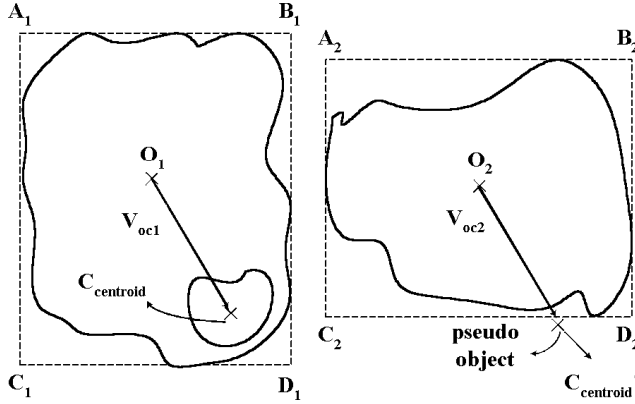 A1 B1
A2 B2
O1
O2
Voc1
Voc2
Ccentroid
pseudo
object
C1 D1
C2 D2
Ccentroid'